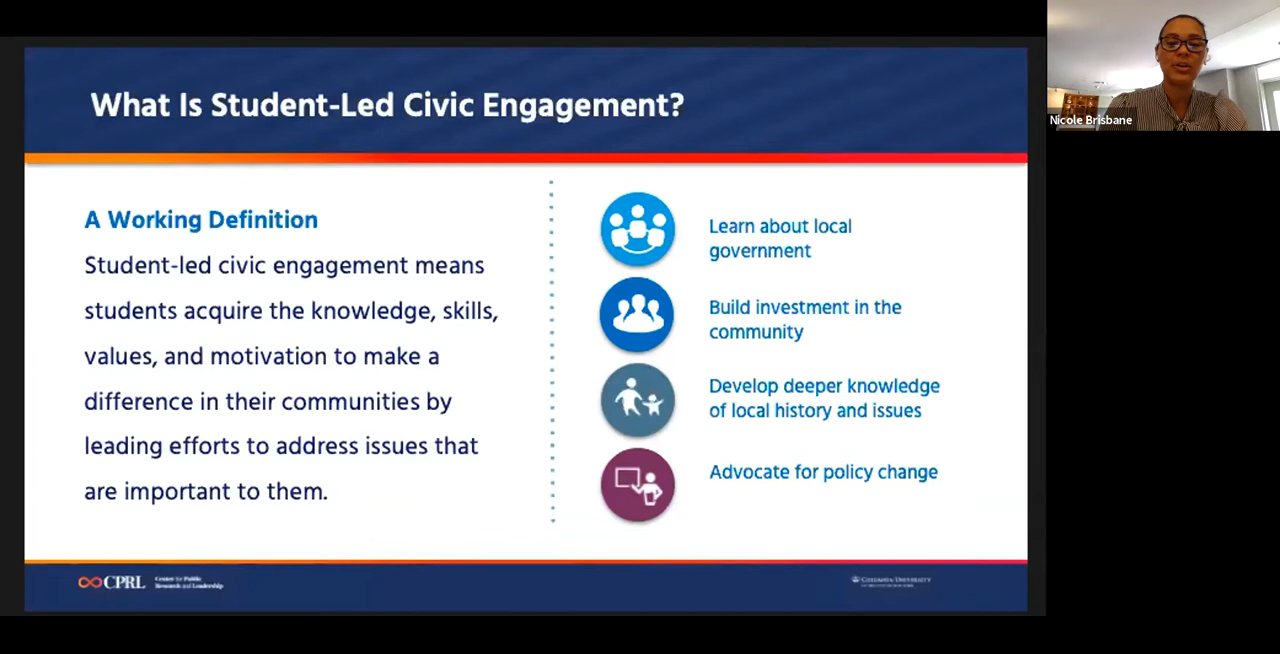 What Is Student-Led Civic Engagement?
A Working Definition
Student-led civic engagement means
students acquire the knowledge, skills,
values, and motivation to make a
difference in their communities by
leading efforts to address issues that
are important to them.
Learn about local
government
Build investment in the
community
Develop deeper knowledge
of local history and issues
Advocate for policy change
CPRL
Center for Public
Research and Leadership
Columbia University
Nicole Brisbane